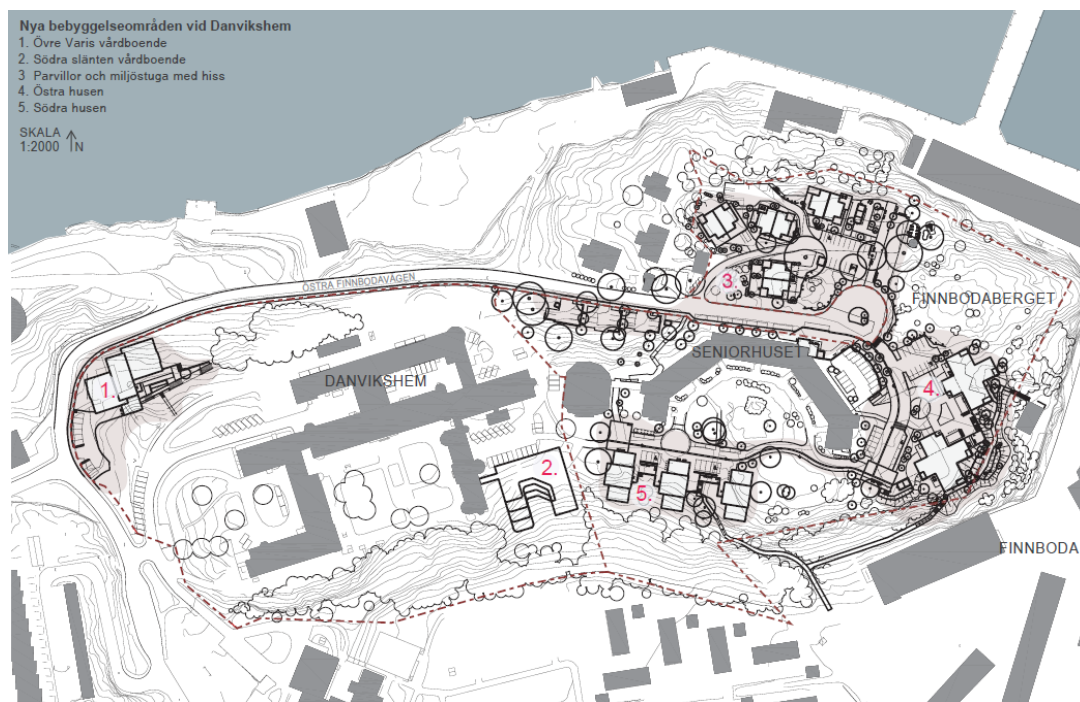 Nya bebyggelseområden vid Danvikshem
1. Övre Varis vårdboende
2. Södra slänten vårdboende
3 Parvillor och miljöstuga med hiss
4. Östra husen
5. Södra husen
SKALA
1:2000 N
ÖSTRA FINNBODAVÄGEN
3.
FINNBODABERGET
SENIORHUSET
DANVIKSHEM
1.
4.
2.
5.
FINNBODA